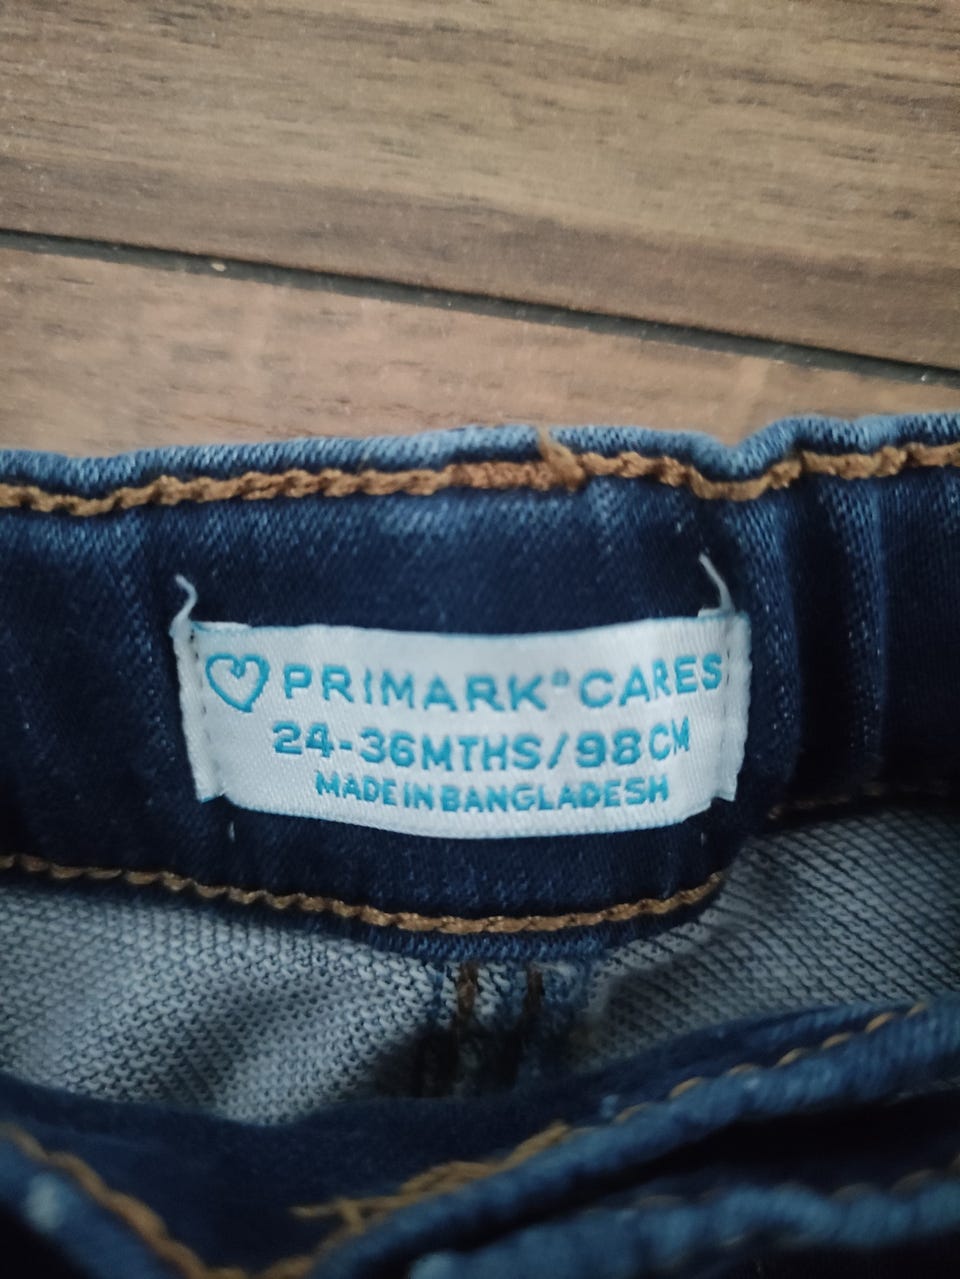 PRIMARK® CARES
24-36MTHS/98CM
MADE IN BANGLADESH